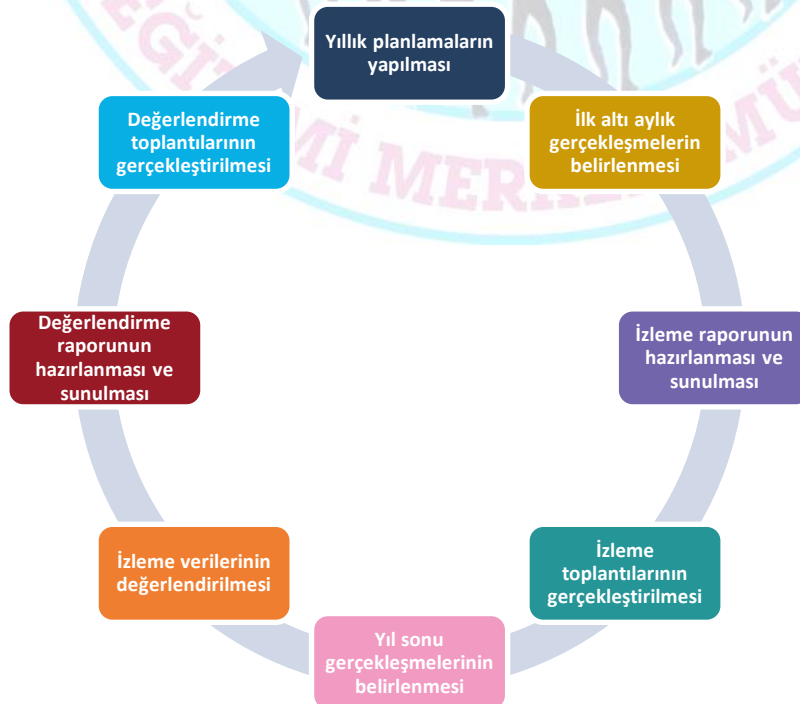 Yıllık planlamaların
yapılması
İlk altı aylık
gerçekleşmelerin
belirlenmesi
İzleme raporunun
hazırlanması ve
sunulması
İzleme
toplantılarının
gerçekleştirilmesi
Yıl sonu
gerçekleşmelerinin
belirlenmesi
İzleme verilerinin
değerlendirilmesi
Değerlendirme
raporunun
hazırlanması ve
sunulması
Değerlendirme
toplantılarının
gerçekleştirilmesi